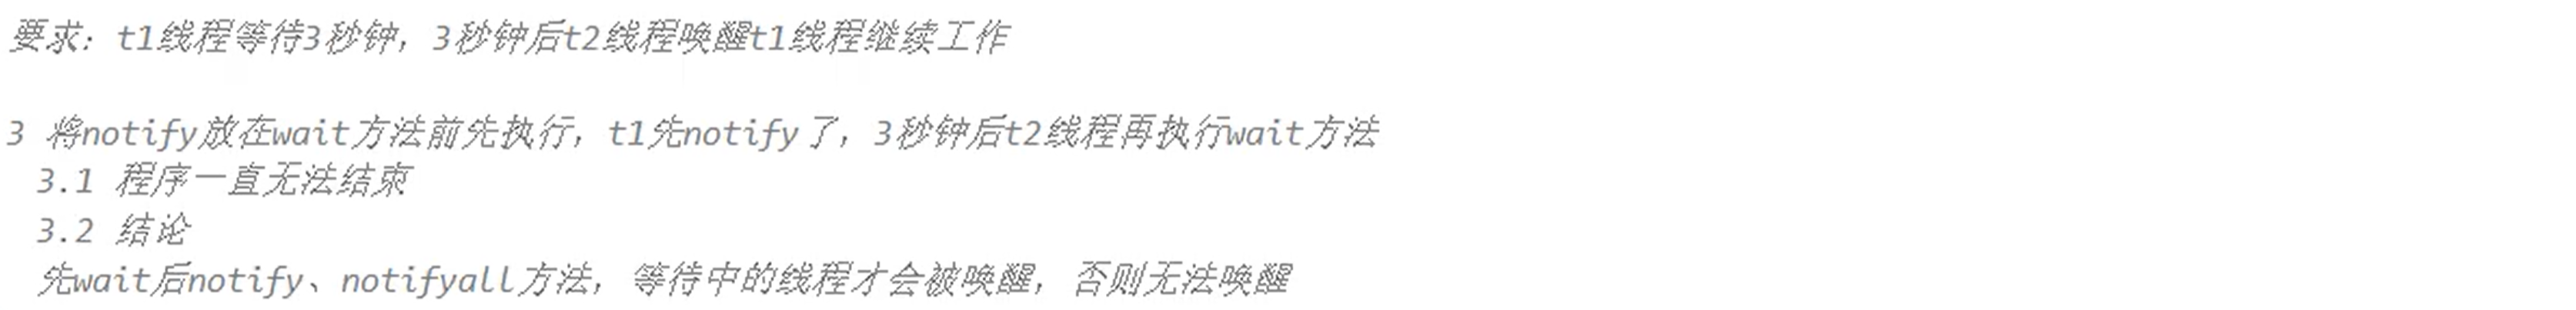 要求：t1线程等待3秒钟，3秒钟后t2线程唤醒t1线程继续工作
3 将notify放在wait方法前先执行，t1先notify了，3秒钟后t2线程再执行wait方法
3.1 程序一直无法结束
3.2 结论
先wait后notify、notifyall方法，等待中的线程才会被唤醒，否则无法唤醒